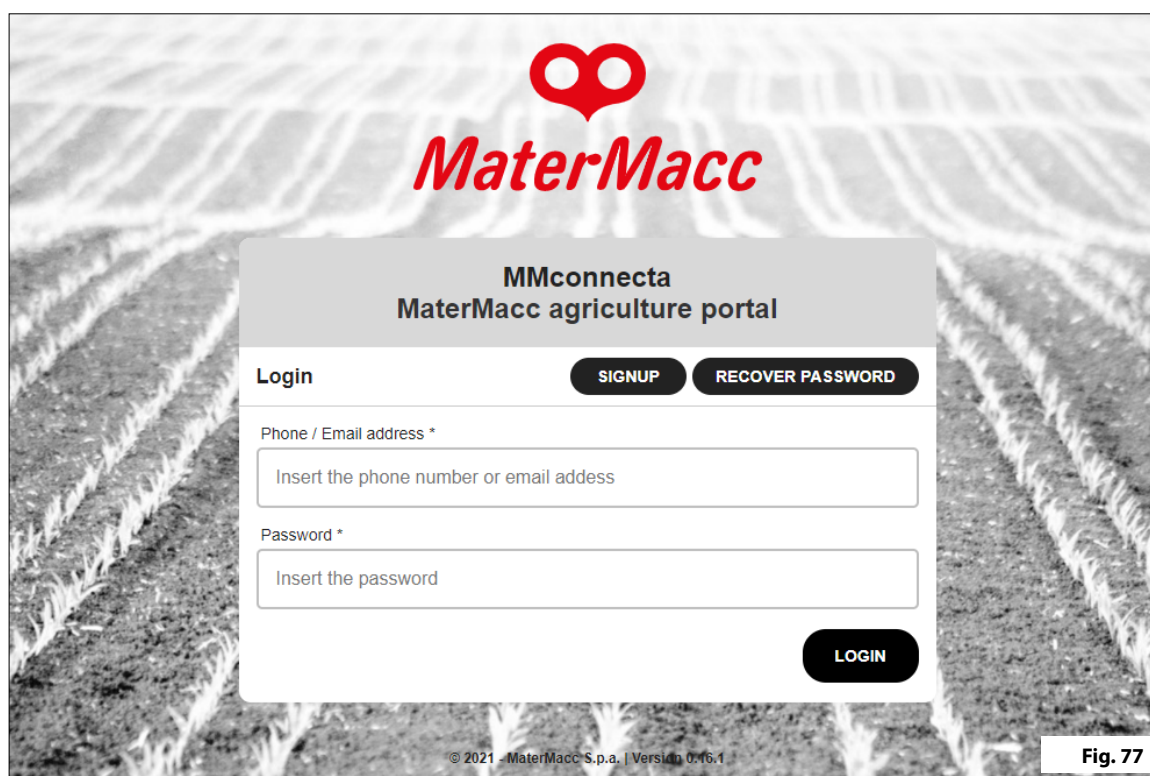 MaterMacc
MMconnecta
MaterMacc agriculture portal
Login
SIGNUP
RECOVER PASSWORD
Phone / Email address *
Insert the phone number or email addess
Password *
Insert the password
LOGIN
© 2021 - MaterMacc S.p.a. | Version 0.16.1
Fig. 77